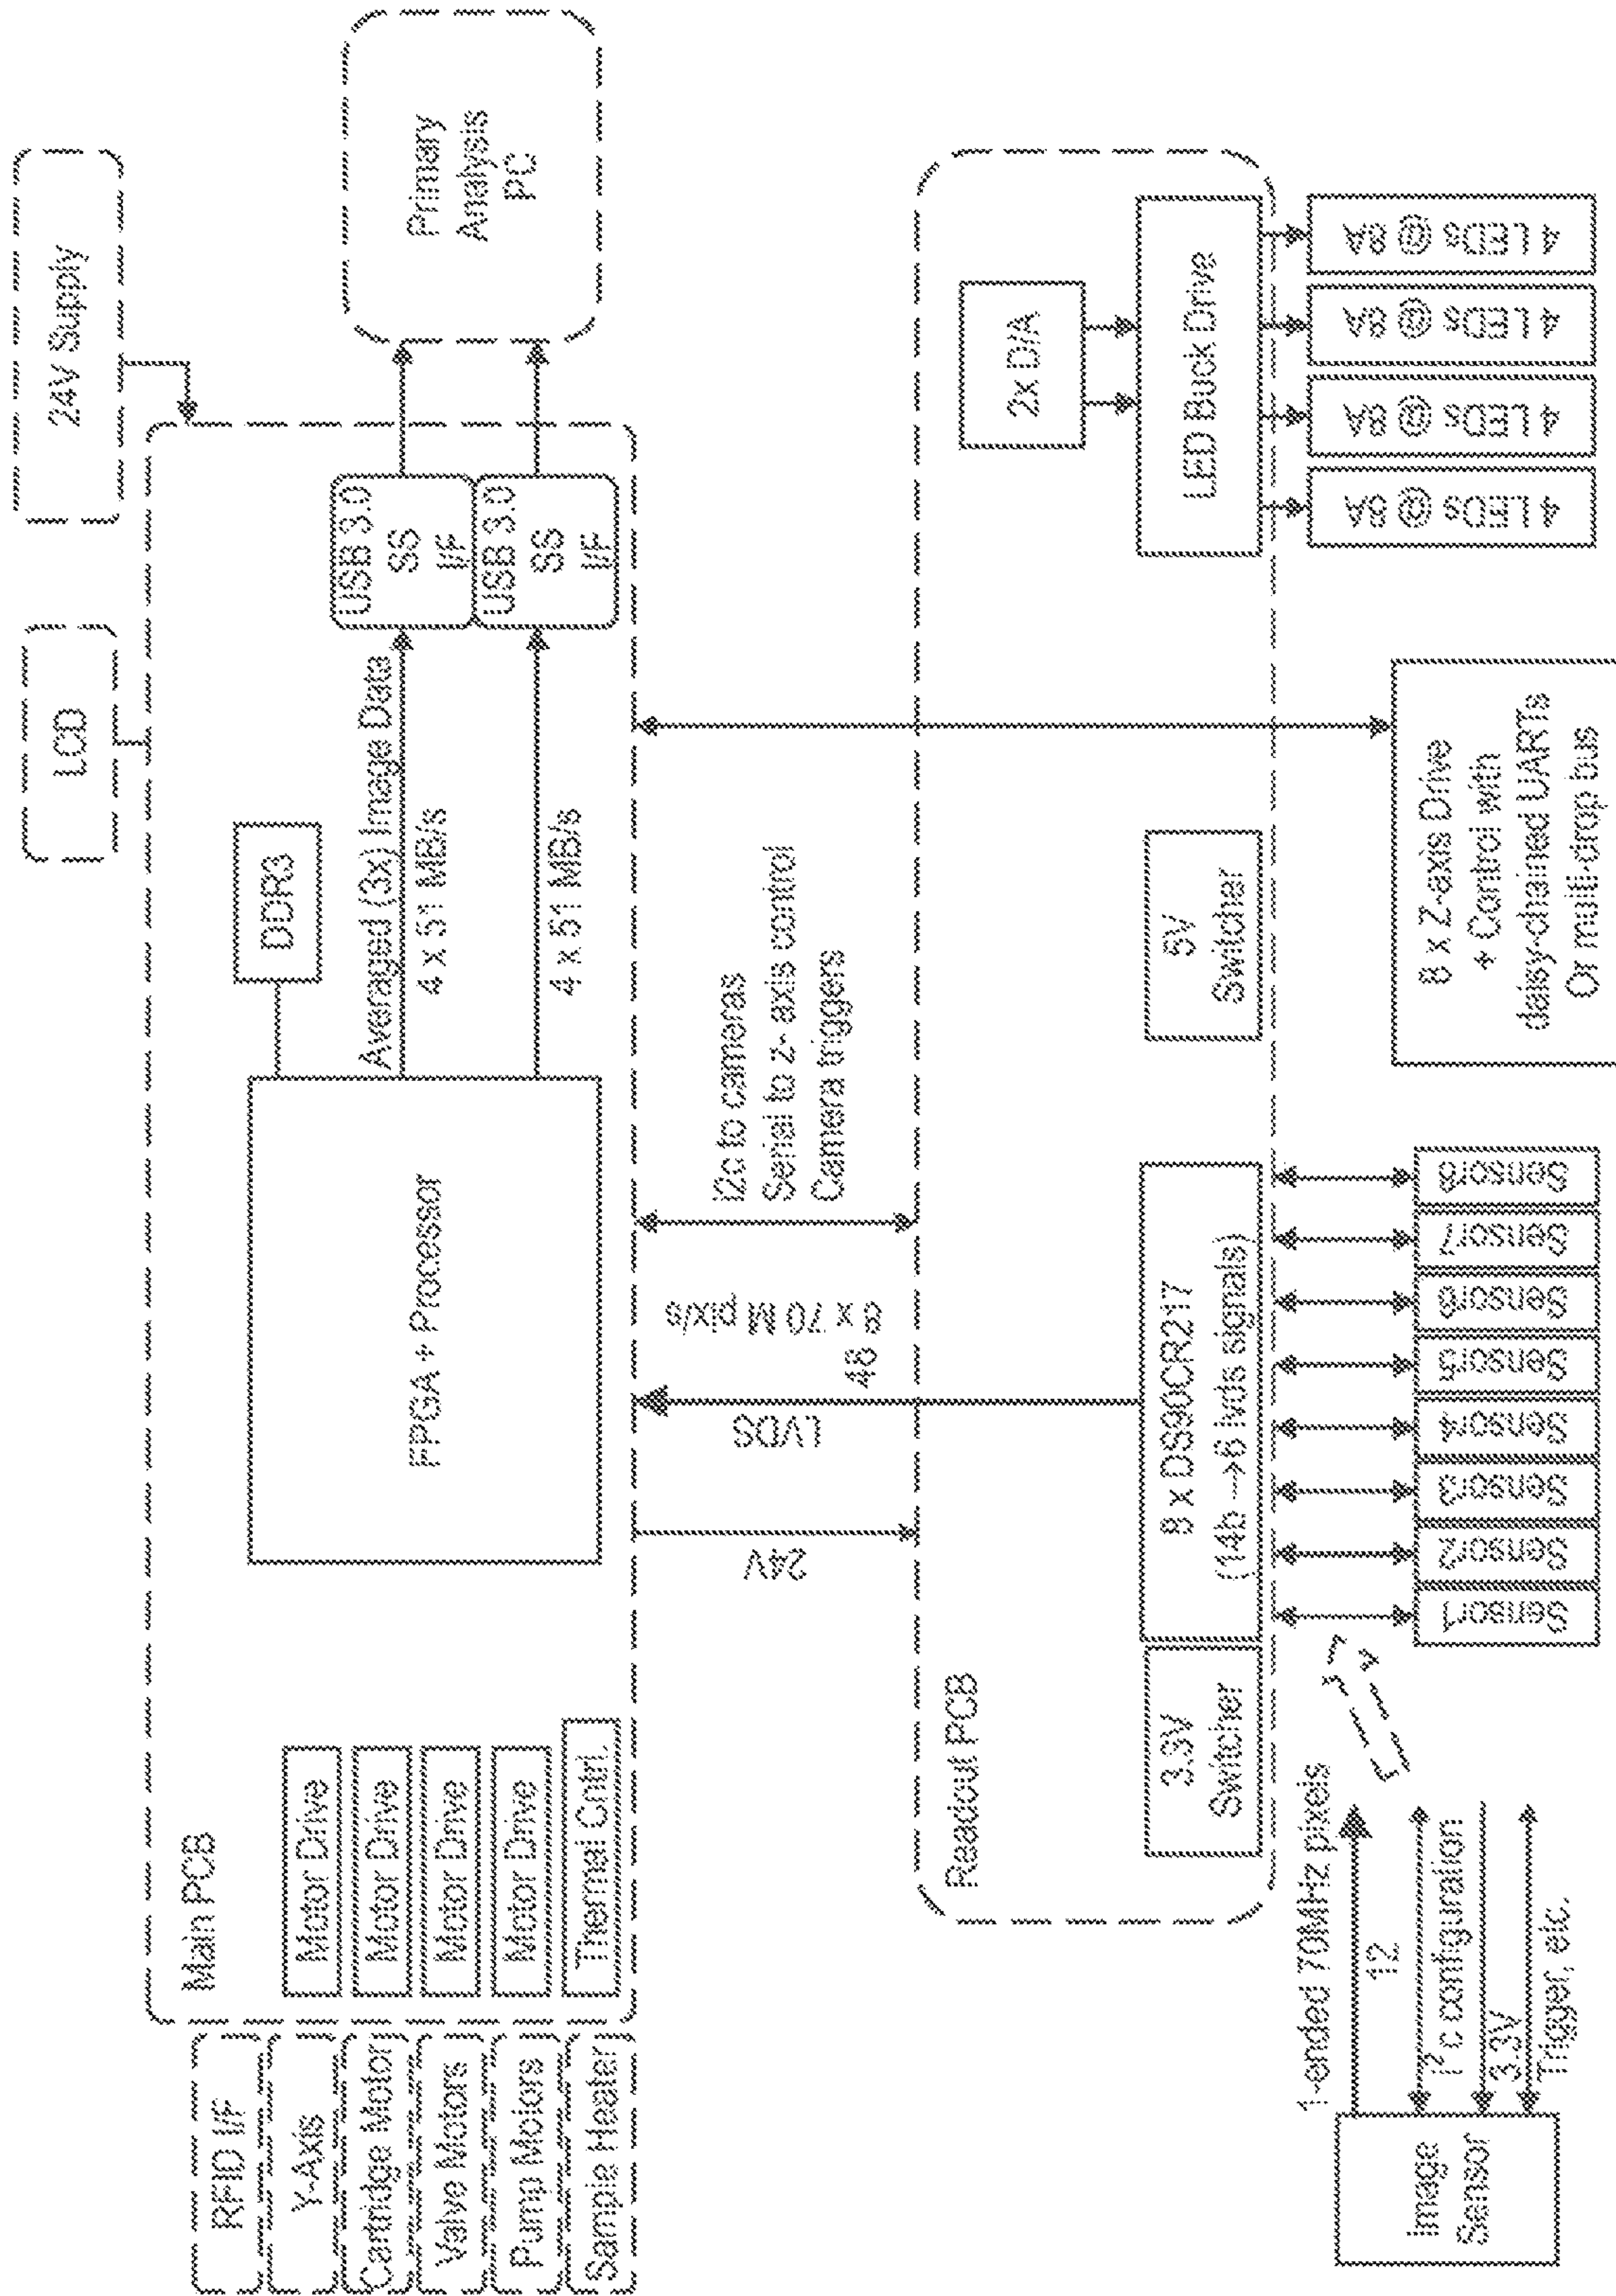 24V Supply
LCD
Main PCB
RFID I/F
Y-Axis
Cartridge Motor
Valve Motors
Pump Motors
Sample Heater
Motor Drive
Motor Drive
Motor Drive
Motor Drive
Thermal Cntrl.
FPGA + Processor
DDR3
Averaged (3x) Image Data
4 x 51 MB/s
4 x 51 MB/s
USB 3.0
SS
I/F
USB 3.0
SS
I/F
Primary
Analysis
PC
24V
LVDS
48
8 x 70 M pix/s
i2c to cameras
Serial to z- axis control
Camera triggers
Readout PCB
3.3V
Switcher
8 x DS90CR217
(14b →6 lvds signals)
5V
Switcher
2x D/A
LED Buck Drive
4 LEDs @ 8A
4 LEDs @ 8A
4 LEDs @ 8A
4 LEDs @ 8A
Sensor1
Sensor2
Sensor3
Sensor4
Sensor5
Sensor6
Sensor7
Sensor8
8 x Z-axis Drive
+ Control with
daisy-chained UARTs
Or multi-drop bus
Image
Sensor
1-ended 70MHz pixels
12
i²c configuration
3.3V
Trigger, etc.